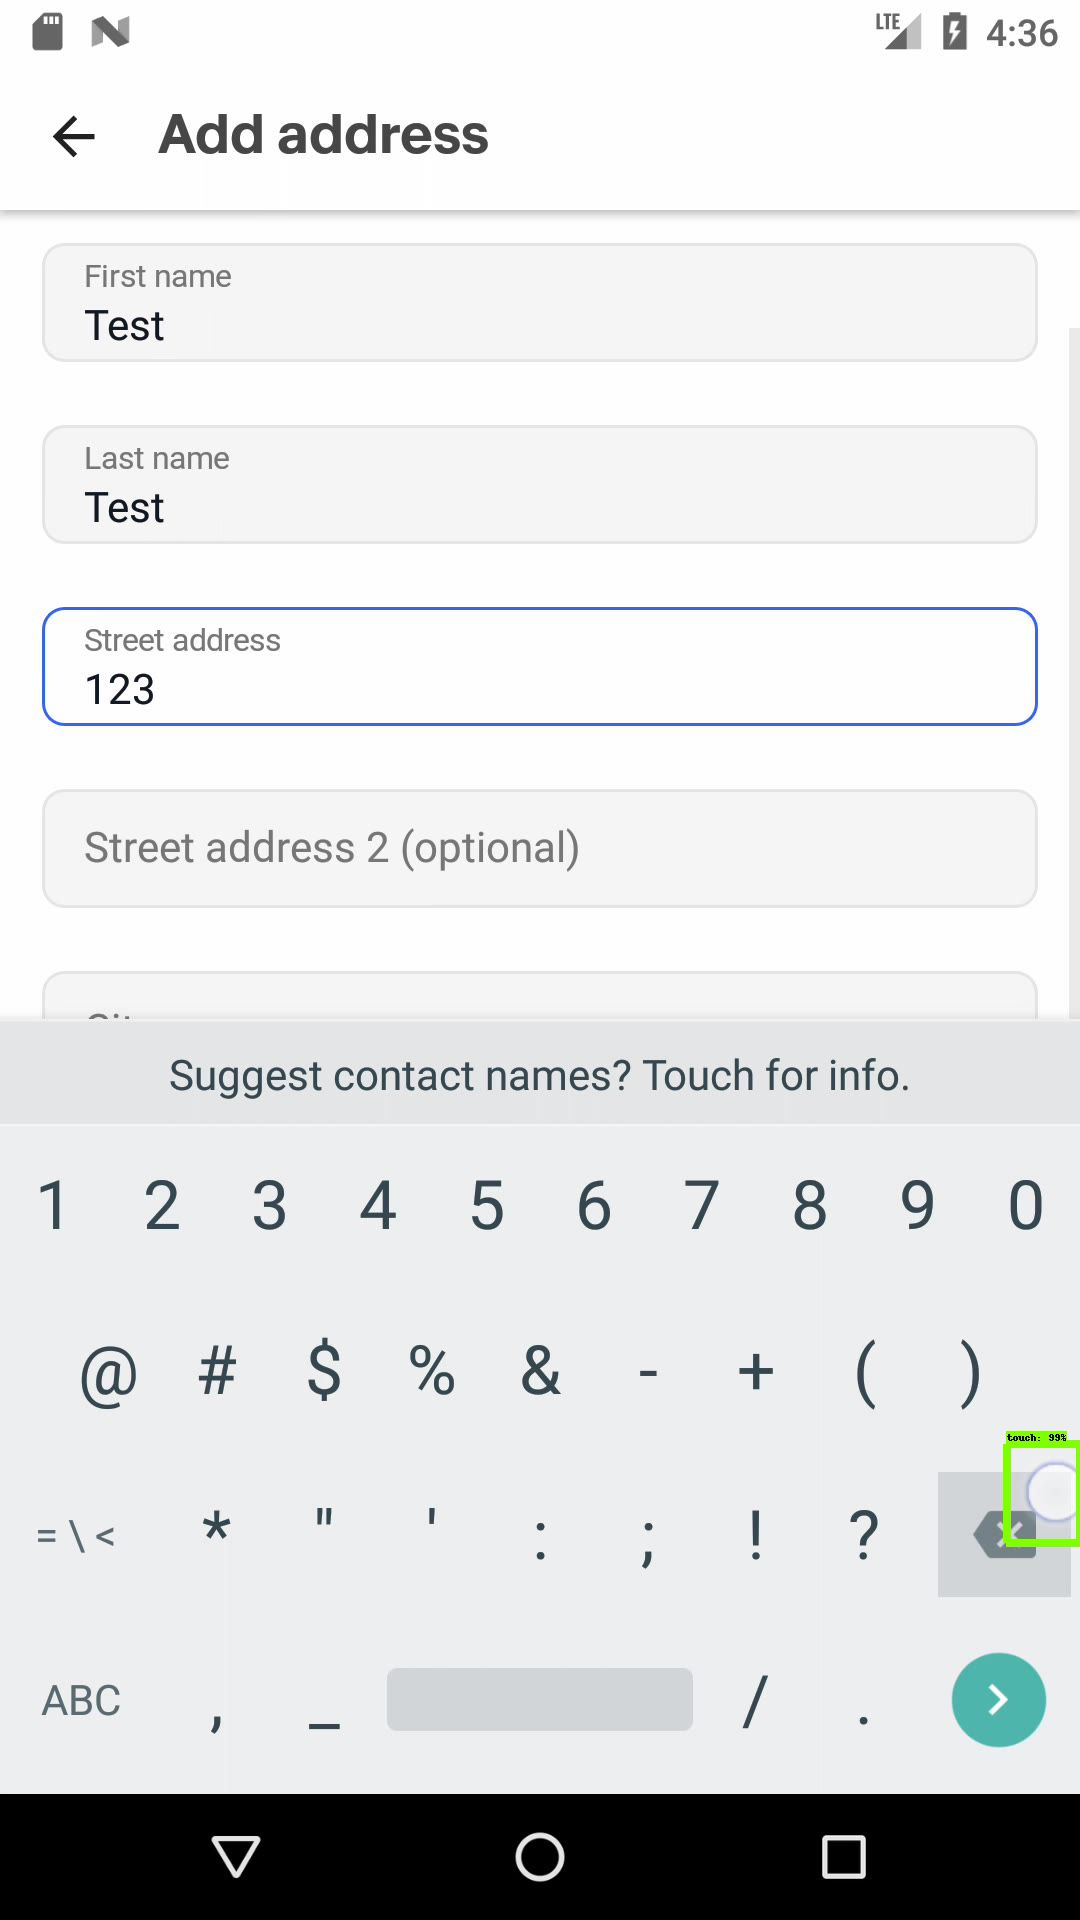 LTE 4:36
Add address
First name
Test
Last name
Test
Street address
123
Street address 2 (optional)
Suggest contact names? Touch for info.
1 2 3 4 5 6 7 8 9 0
@ # $ % & - + ( )
touch: 99%
= \ < * " ' : ; ! ?
ABC , _ / .